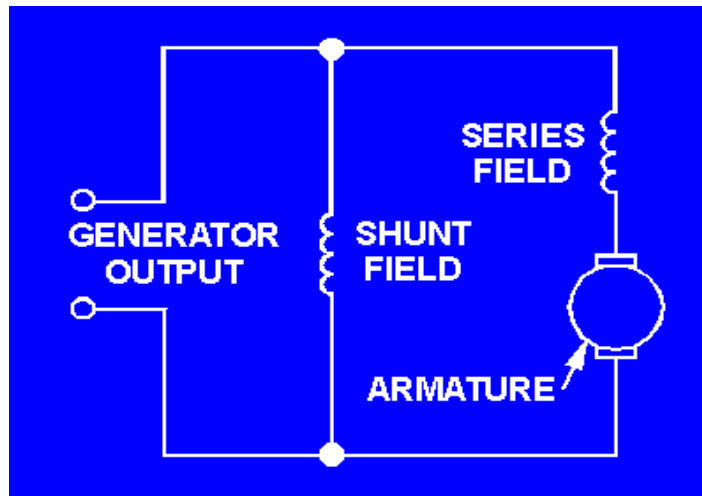 SERIES
FIELD
GENERATOR
OUTPUT
SHUNT
FIELD
ARMATURE